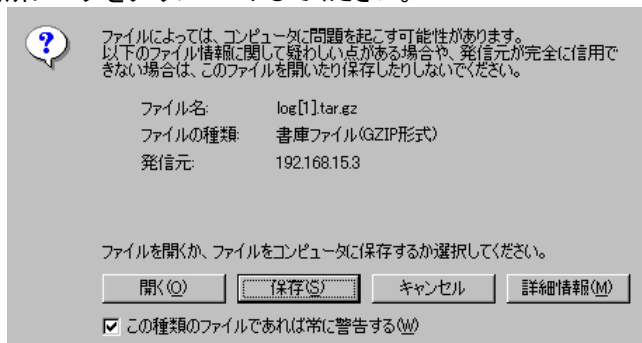 ファイルによっては、コンピュータに問題を起こす可能性があります。
以下のファイル情報に関して疑わしい点がある場合や、発信元が完全に信用で
きない場合は、このファイルを開いたり保存したりしないでください。
ファイル名: log[1].tar.gz
ファイルの種類: 書庫ファイル(GZIP形式)
発信元: 192.168.15.3
ファイルを開くか、ファイルをコンピュータに保存するか選択してください。
開く(O) 保存(S) キャンセル 詳細情報(M)
この種類のファイルであれば常に警告する(W)